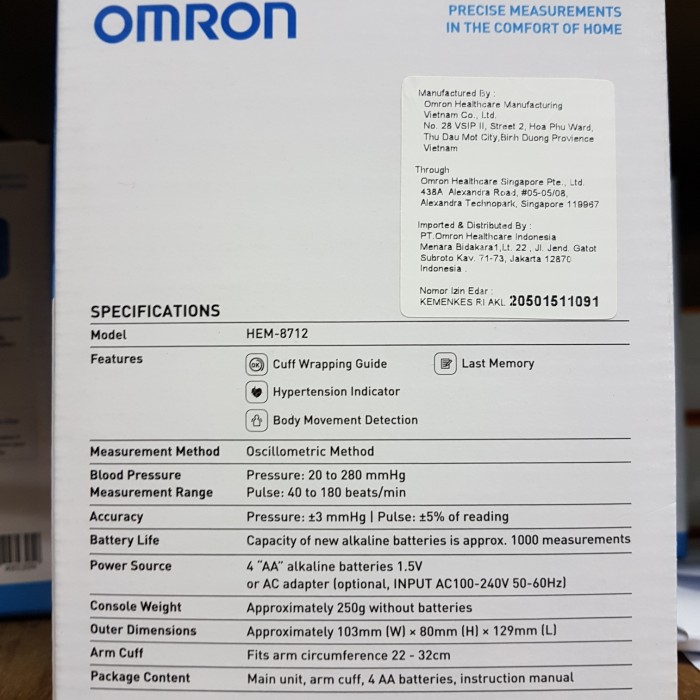 OMRON
PRECISE MEASUREMENTS
IN THE COMFORT OF HOME
Manufactured By :
Omron Healthcare Manufacturing
Vietnam Co., Ltd.
No. 28 VSIP II, Street 2, Hoa Phu Ward,
Thu Dau Mot City, Binh Duong Provience
Vietnam
Through
Omron Healthcare Singapore Pte., Ltd.
438A Alexandra Road, #05-05/08,
Alexandra Technopark, Singapore 119967
Imported & Distributed By :
PT.Omron Healthcare Indonesia
Menara Bidakara1,Lt. 22 , Jl. Jend. Gatot
Subroto Kav. 71-73, Jakarta 12870
Indonesia
Nomor Izin Edar :
KEMENKES RI AKL 20501511091
SPECIFICATIONS
Model HEM-8712
Features OK Cuff Wrapping Guide Last Memory
Hypertension Indicator
Body Movement Detection
Measurement Method Oscillometric Method
Blood Pressure Pressure: 20 to 280 mmHg
Measurement Range Pulse: 40 to 180 beats/min
Accuracy Pressure: ±3 mmHg | Pulse: ±5% of reading
Battery Life Capacity of new alkaline batteries is approx. 1000 measurements
Power Source 4 "AA" alkaline batteries 1.5V
or AC adapter (optional, INPUT AC100-240V 50-60Hz)
Console Weight Approximately 250g without batteries
Outer Dimensions Approximately 103mm (W) × 80mm (H) × 129mm (L)
Arm Cuff Fits arm circumference 22 - 32cm
Package Content Main unit, arm cuff, 4 AA batteries, instruction manual